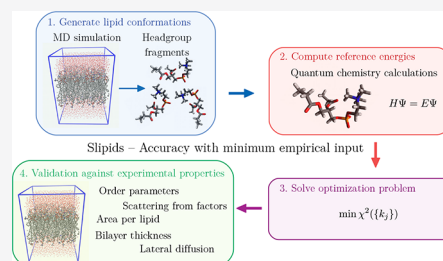 1. Generate lipid conformations
MD simulation
Headgroup
fragments
2. Compute reference energies
Quantum chemistry calculations
HΨ = EΨ
Slipids – Accuracy with minimum empirical input
4. Validation against experimental properties
Order parameters
Scattering from factors
Area per lipid
Bilayer thickness
Lateral diffusion
3. Solve optimization problem
min χ²({kⱼ})